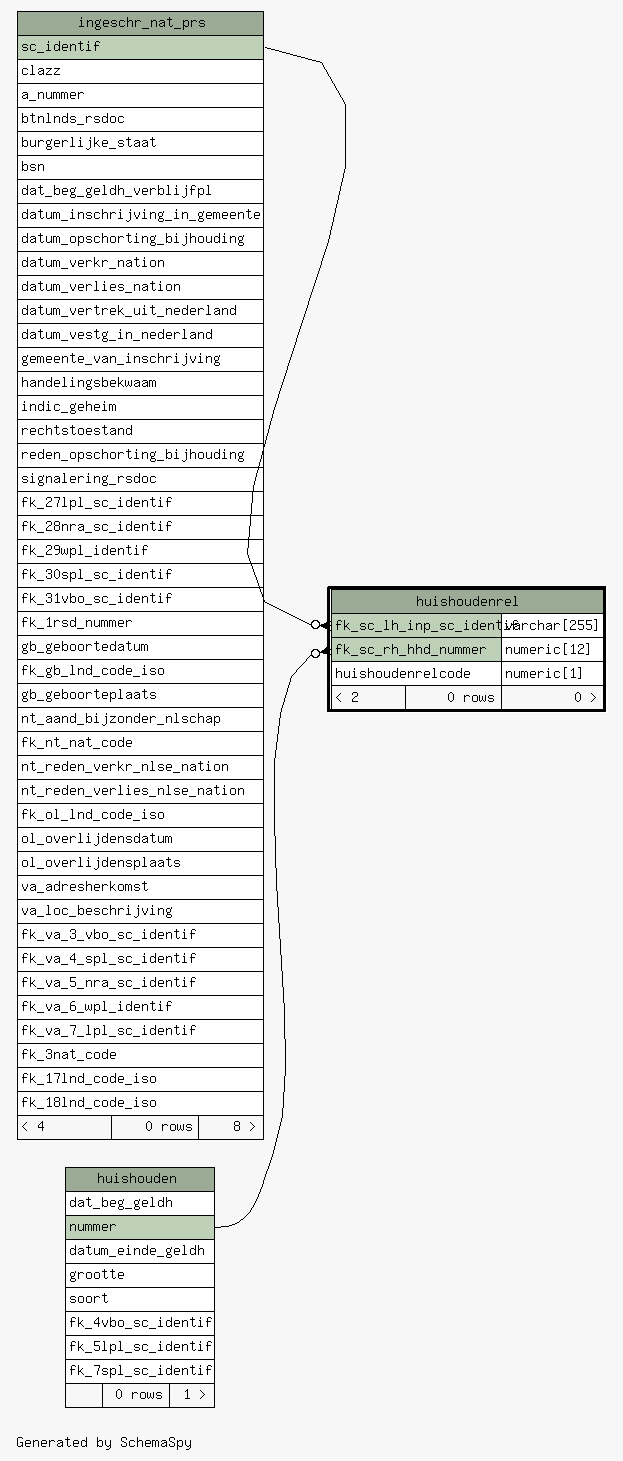 ingeschr_nat_prs
sc_identif
clazz
a_nummer
btnlnds_rsdoc
burgerlijke_staat
bsn
dat_beg_geldh_verblijfpl
datum_inschrijving_in_gemeente
datum_opschorting_bijhouding
datum_verkr_nation
datum_verlies_nation
datum_vertrek_uit_nederland
datum_vestg_in_nederland
gemeente_van_inschrijving
handelingsbekwaam
indic_geheim
rechtstoestand
reden_opschorting_bijhouding
signalering_rsdoc
fk_27lpl_sc_identif
fk_28nra_sc_identif
fk_29wpl_identif
fk_30spl_sc_identif
fk_31vbo_sc_identif
fk_1rsd_nummer
gb_geboortedatum
fk_gb_lnd_code_iso
gb_geboorteplaats
nt_aand_bijzonder_nlschap
fk_nt_nat_code
nt_reden_verkr_nlse_nation
nt_reden_verlies_nlse_nation
fk_ol_lnd_code_iso
ol_overlijdensdatum
ol_overlijdensplaats
va_adresherkomst
va_loc_beschrijving
fk_va_3_vbo_sc_identif
fk_va_4_spl_sc_identif
fk_va_5_nra_sc_identif
fk_va_6_wpl_identif
fk_va_7_lpl_sc_identif
fk_3nat_code
fk_17lnd_code_iso
fk_18lnd_code_iso
< 4 0 rows 8 >
huishoudenrel
fk_sc_lh_inp_sc_identif varchar[255]
fk_sc_rh_hhd_nummer numeric[12]
huishoudenrelcode numeric[1]
< 2 0 rows 0 >
huishouden
dat_beg_geldh
nummer
datum_einde_geldh
grootte
soort
fk_4vbo_sc_identif
fk_5lpl_sc_identif
fk_7spl_sc_identif
0 rows 1 >
Generated by SchemaSpy